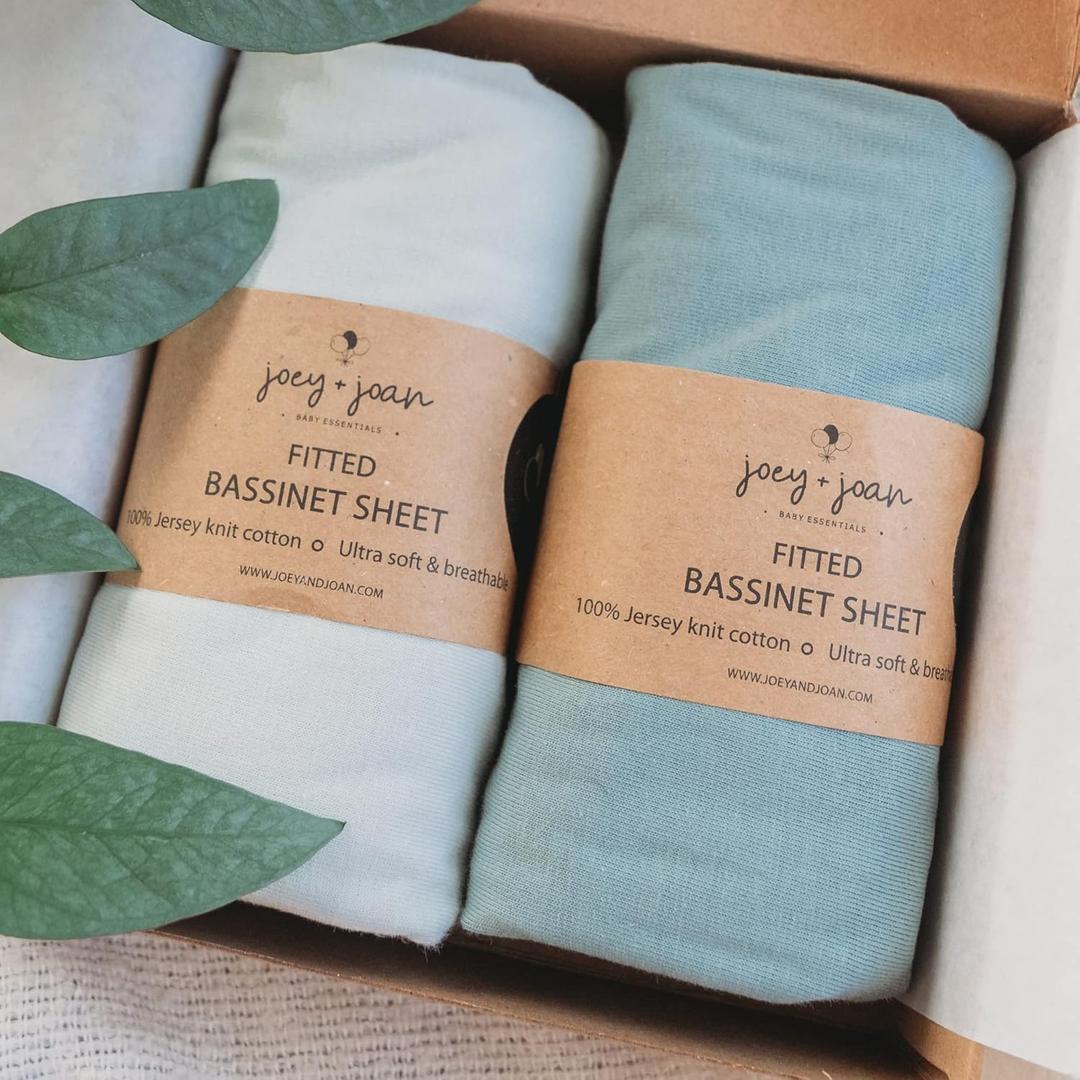 joey + joan
BABY ESSENTIALS
FITTED
BASSINET SHEET
100% Jersey knit cotton o Ultra soft & breathable
WWW.JOEYANDJOAN.COM
joey + joan
BABY ESSENTIALS
FITTED
BASSINET SHEET
100% Jersey knit cotton o Ultra soft &
WWW.JOEYANDJOAN.COM